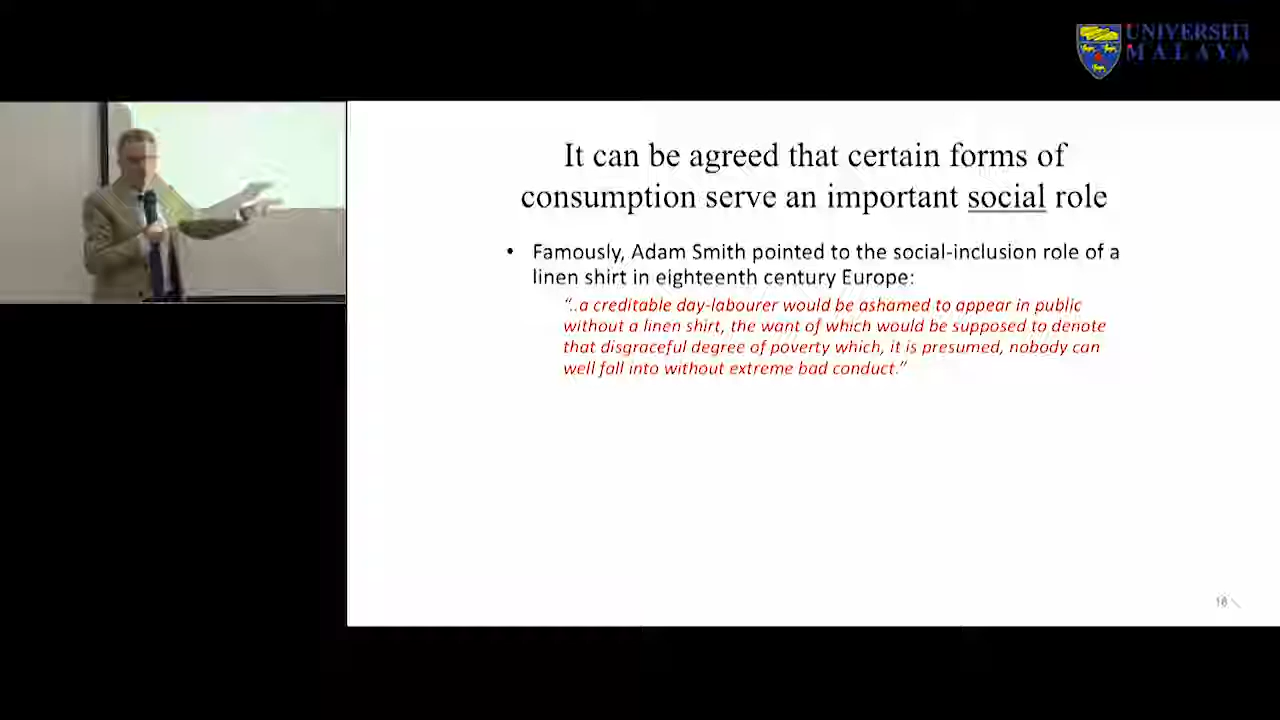 UNIVERSITI
MALAYA
It can be agreed that certain forms of
consumption serve an important social role
• Famously, Adam Smith pointed to the social-inclusion role of a
linen shirt in eighteenth century Europe:
“..a creditable day-labourer would be ashamed to appear in public
without a linen shirt, the want of which would be supposed to denote
that disgraceful degree of poverty which, it is presumed, nobody can
well fall into without extreme bad conduct.”
10